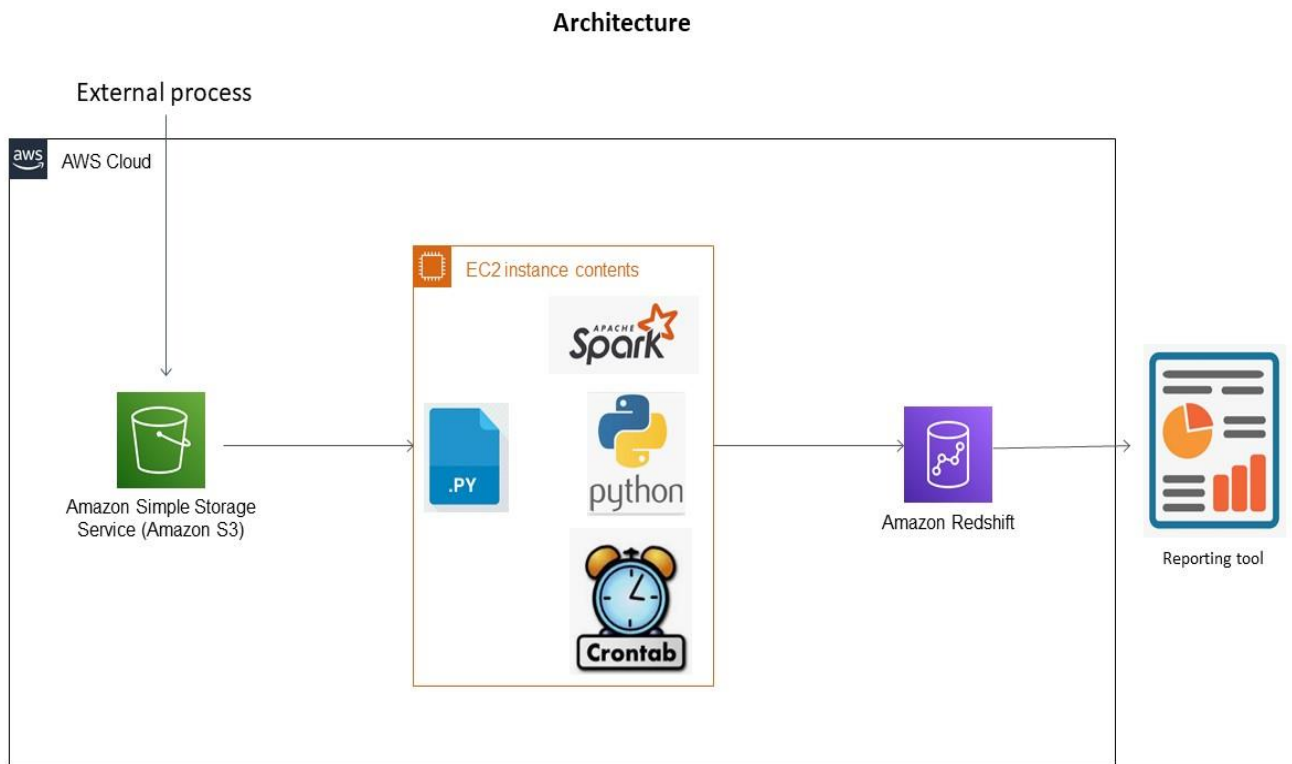 Architecture
External process
aws
AWS Cloud
EC2 instance contents
APACHE
Spark
.PY
python
Amazon Simple Storage
Service (Amazon S3)
Amazon Redshift
Crontab
Reporting tool